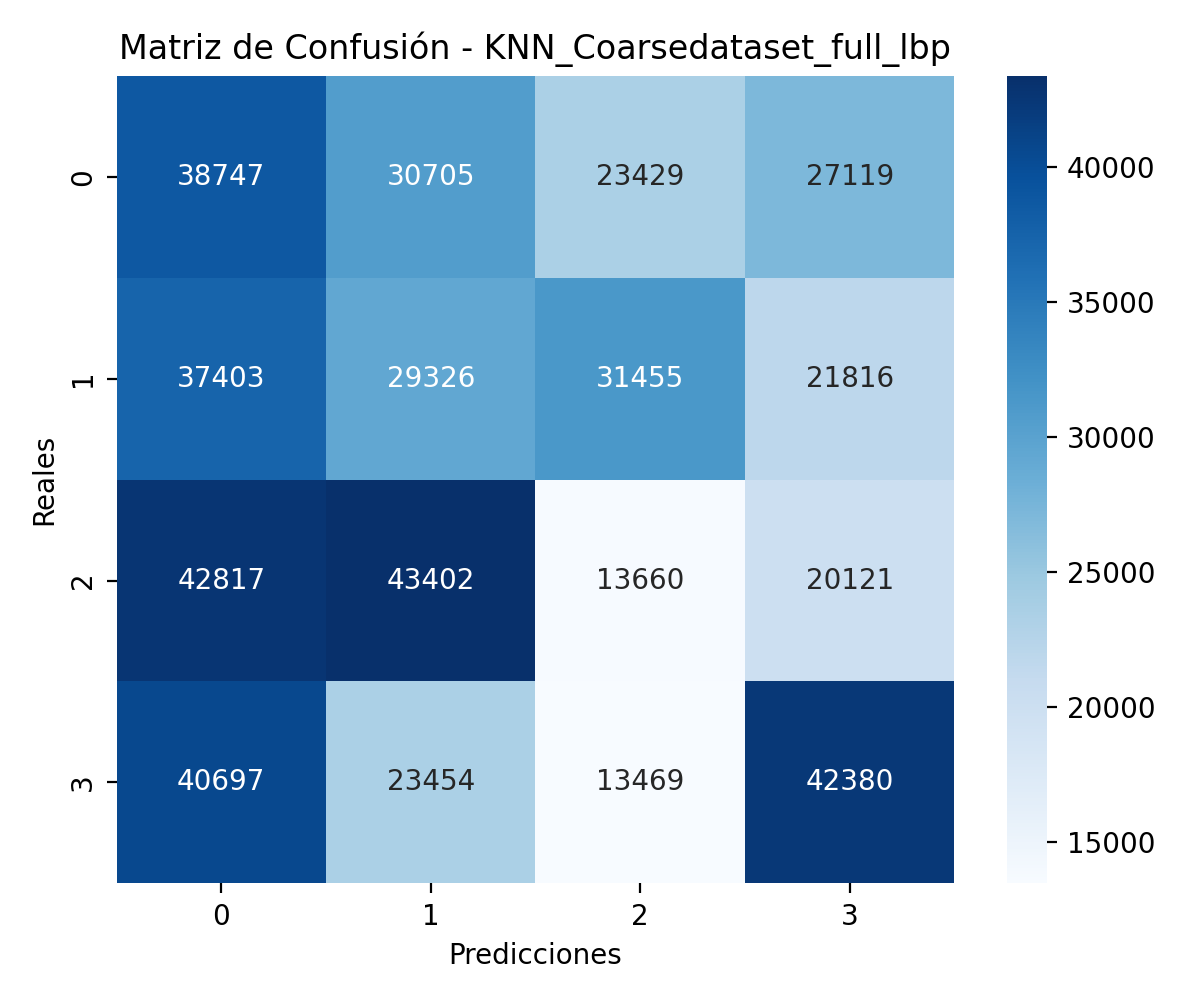 Matriz de Confusión - KNN_Coarsedataset_full_lbp
0 38747 30705 23429 27119
1 37403 29326 31455 21816
2 42817 43402 13660 20121
3 40697 23454 13469 42380
0 1 2 3
Predicciones
Reales
40000
35000
30000
25000
20000
15000